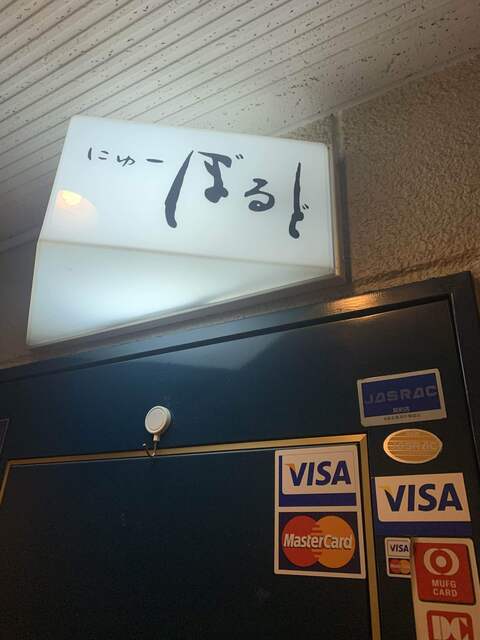 にゅー ぼるど
JASRAC
VISA
MasterCard
VISA
VISA
MUFG
CARD